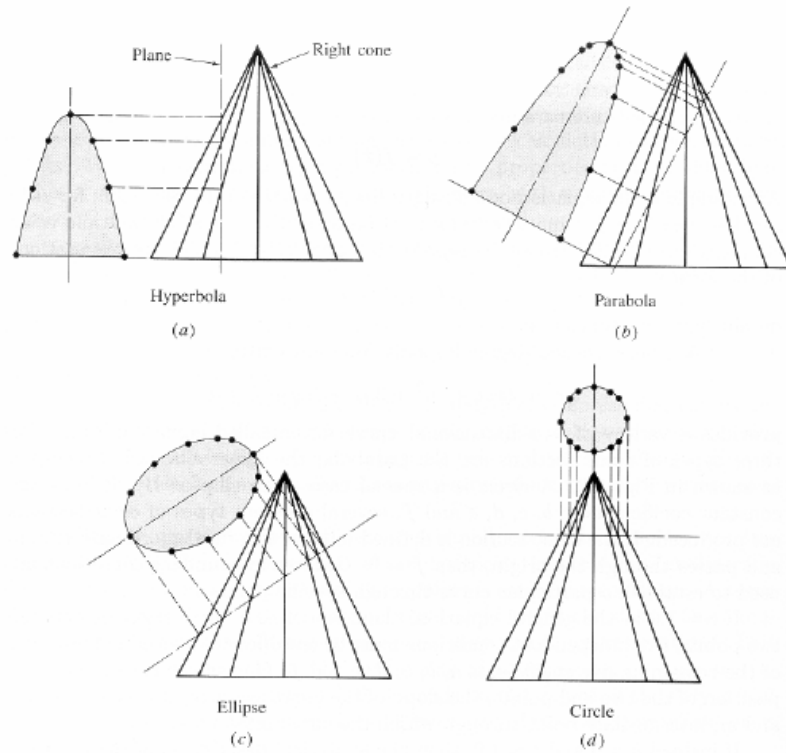 Plane
Right cone
Hyperbola
(a)
Parabola
(b)
Ellipse
(c)
Circle
(d)